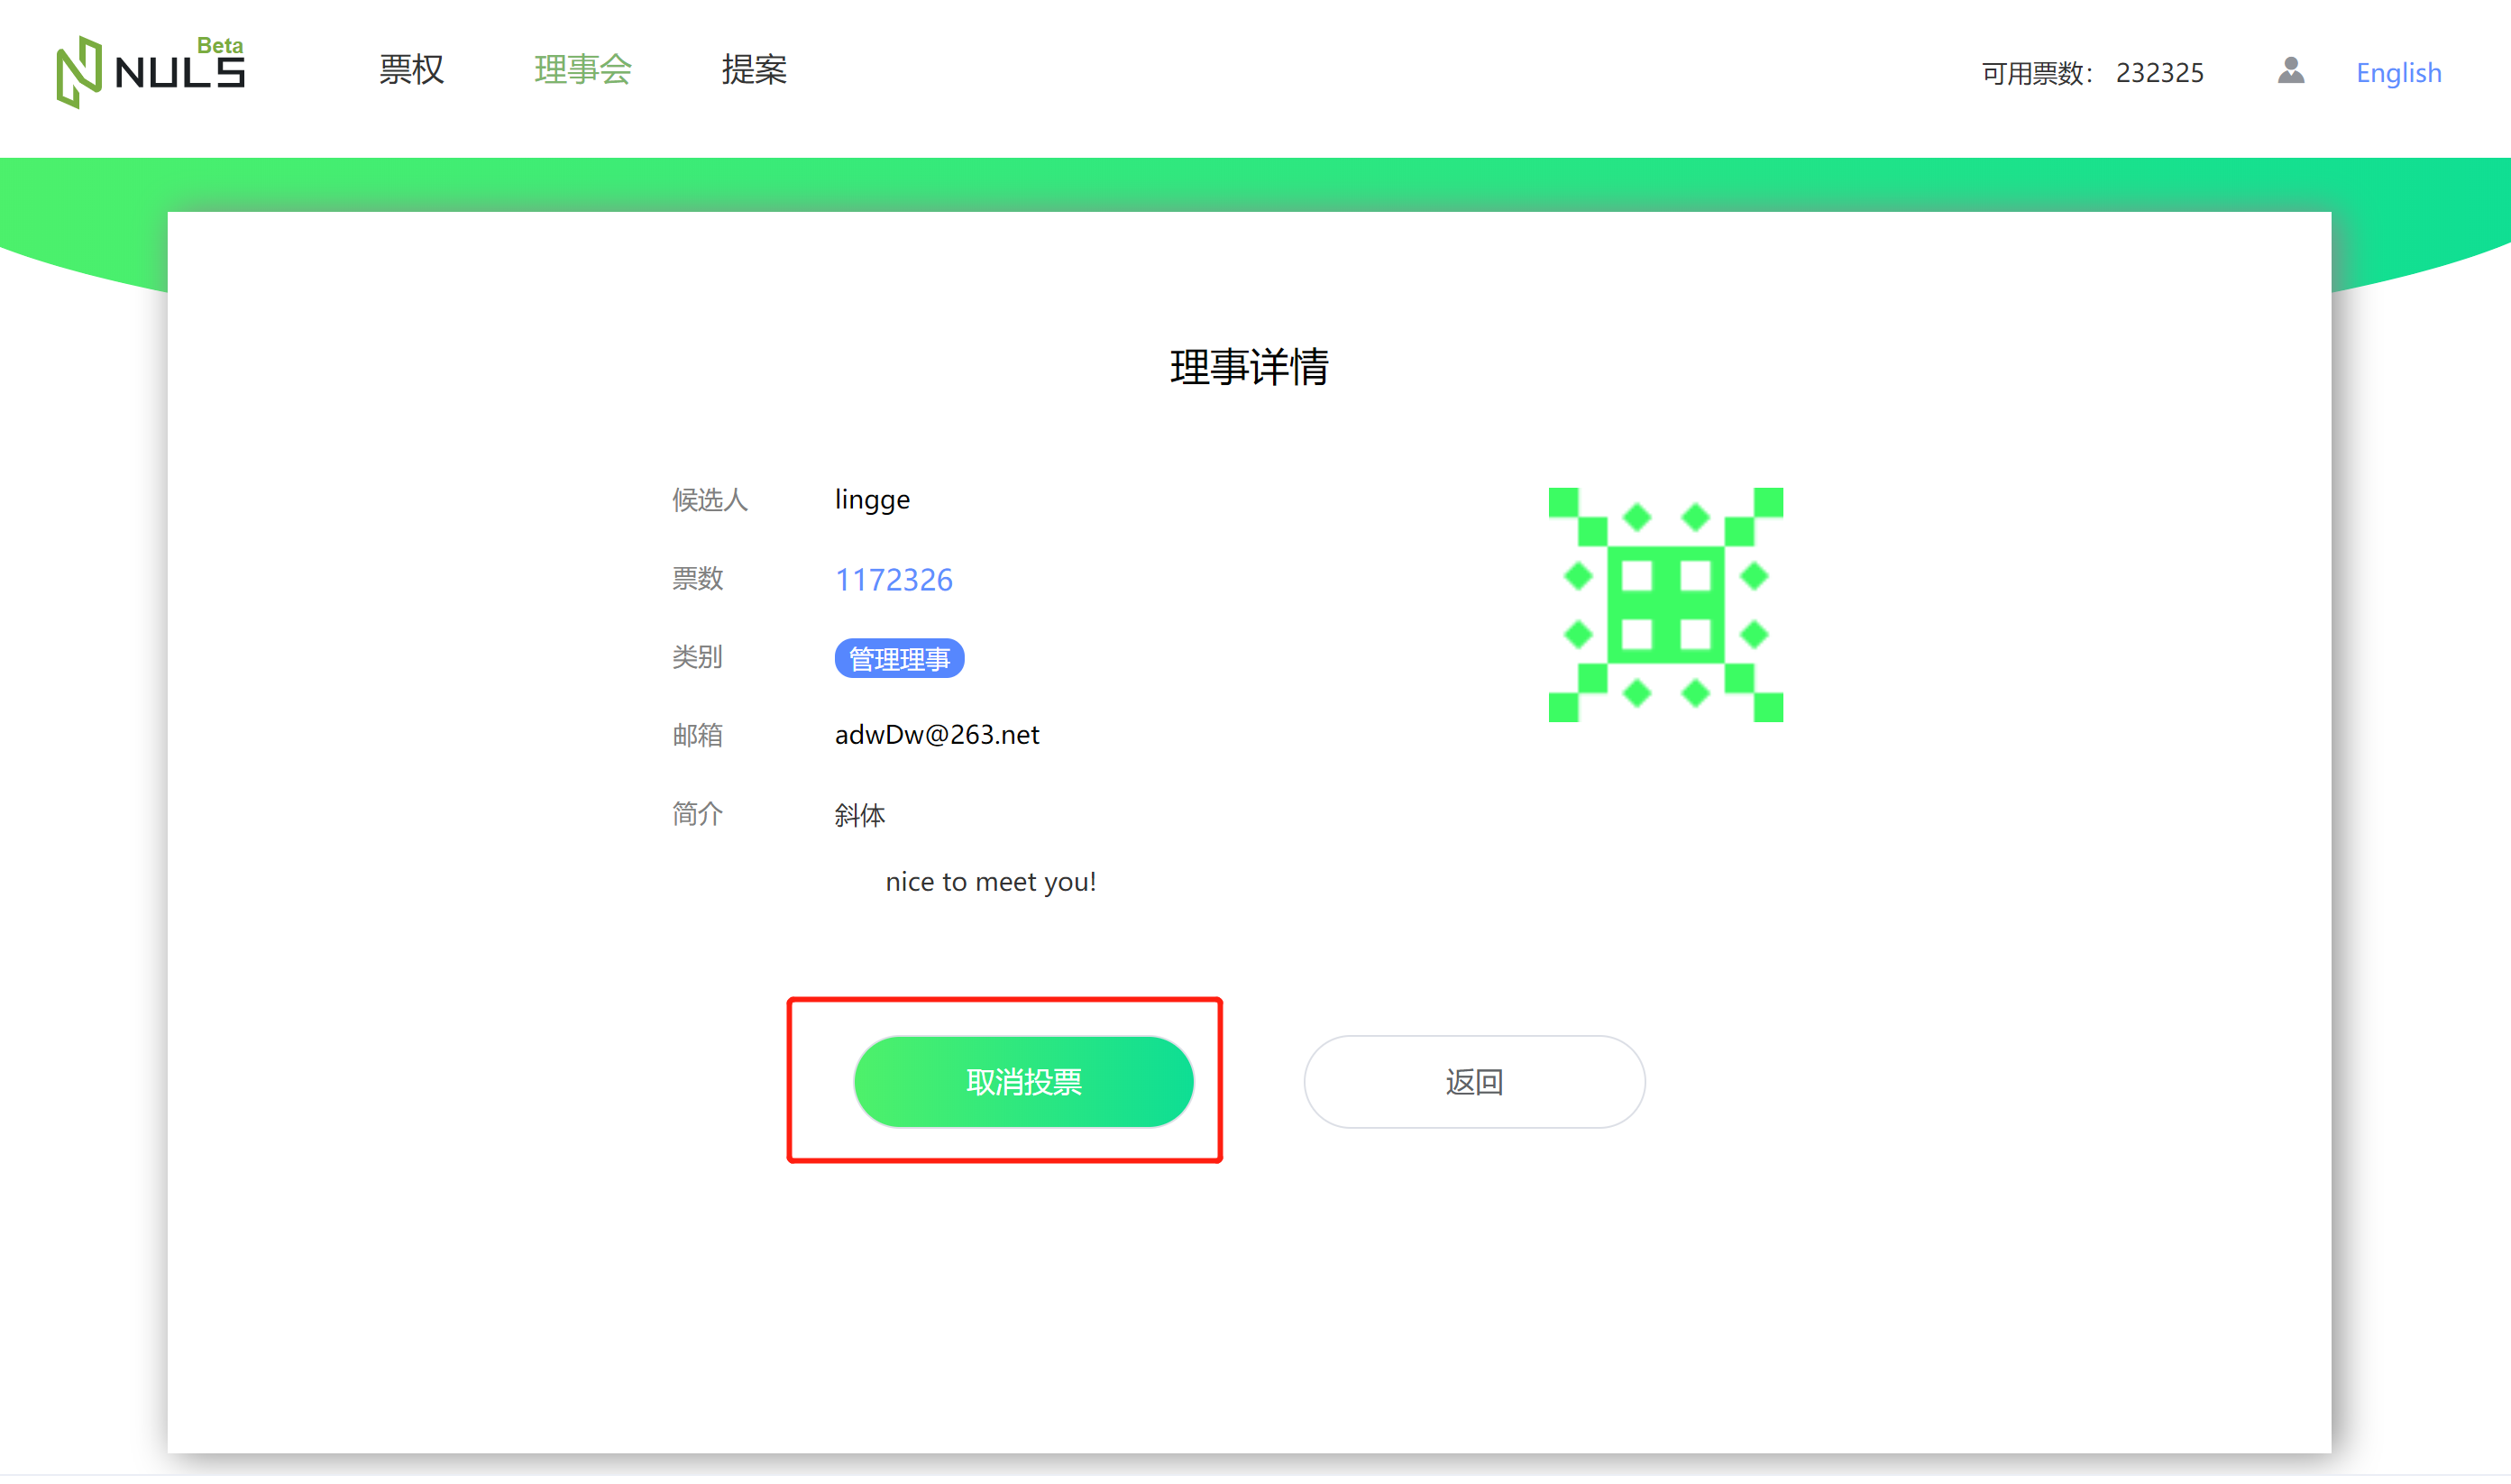 NULS Beta
票权 理事会 提案 可用票数： 232325 English
理事详情
候选人 lingge
票数 1172326
类别 管理理事
邮箱 adwDw@263.net
简介 斜体
nice to meet you!
取消投票 返回